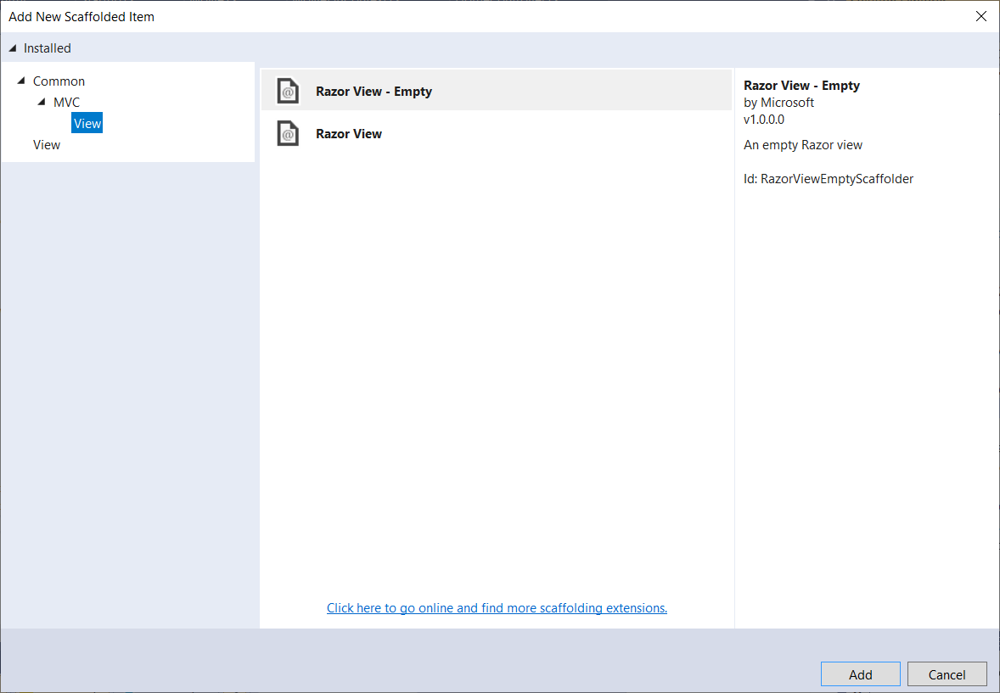 Add New Scaffolded Item
Installed
Common
MVC
View
View
Razor View - Empty
Razor View
Click here to go online and find more scaffolding extensions.
Razor View - Empty
by Microsoft
v1.0.0.0
An empty Razor view
Id: RazorViewEmptyScaffolder
Add
Cancel